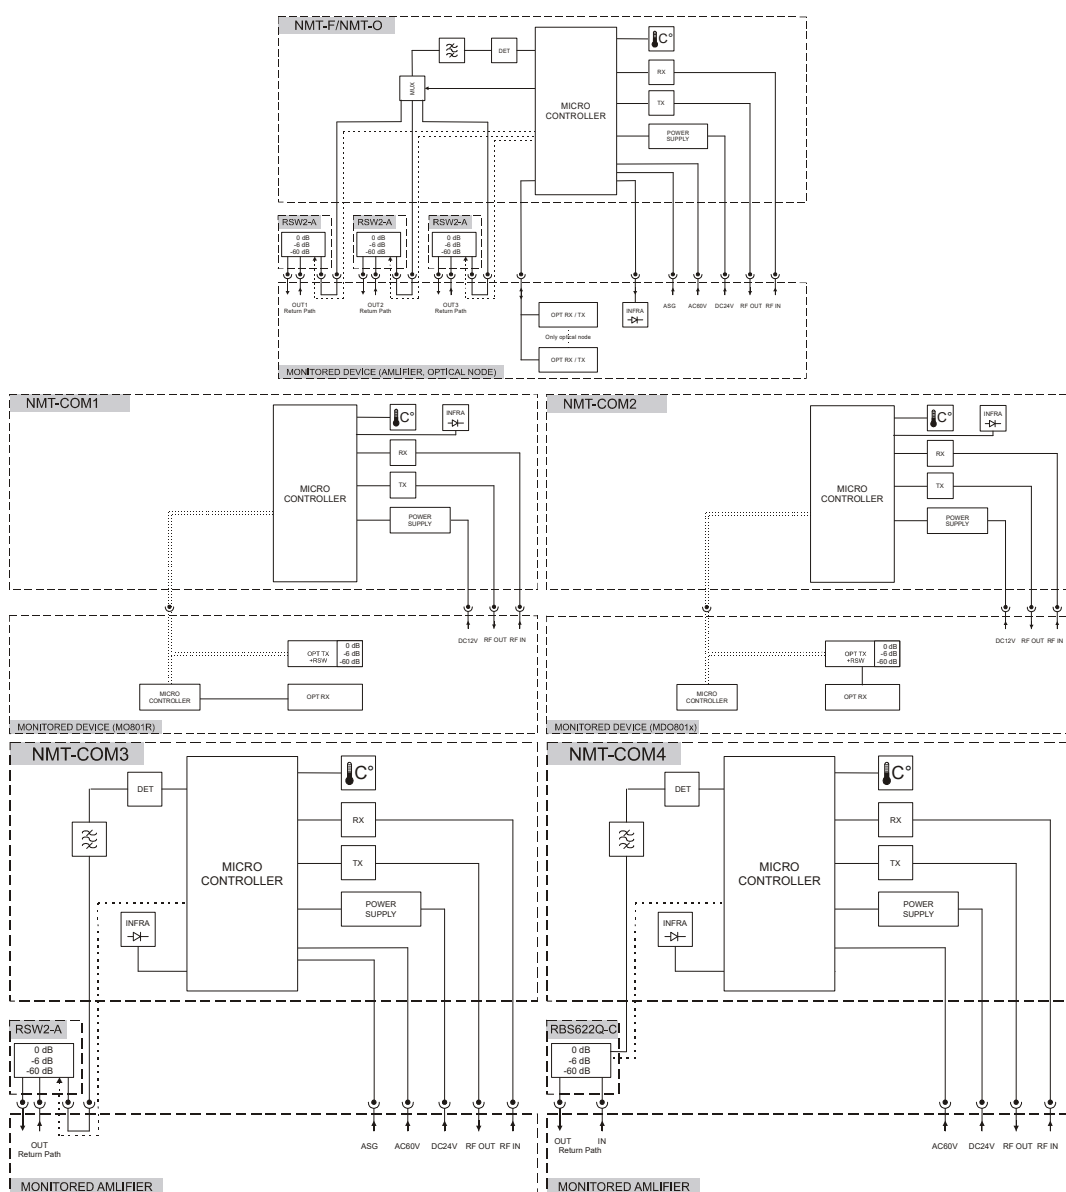 NMT-F/NMT-O
C°
DET
MUX
MICRO
CONTROLLER
RX
TX
POWER
SUPPLY
RSW2-A
0 dB
-6 dB
-60 dB
RSW2-A
0 dB
-6 dB
-60 dB
RSW2-A
0 dB
-6 dB
-60 dB
OUT1
Return Path
OUT2
Return Path
OUT3
Return Path
OPT RX / TX
Only optical node
OPT RX / TX
INFRA
ASG
AC60V
DC24V
RF OUT
RF IN
MONITORED DEVICE (AMLIFIER, OPTICAL NODE)
NMT-COM1
C°
INFRA
RX
TX
MICRO
CONTROLLER
POWER
SUPPLY
DC12V
RF OUT
RF IN
OPT TX
+RSW
0 dB
-6 dB
-60 dB
MICRO
CONTROLLER
OPT RX
MONITORED DEVICE (MO801R)
NMT-COM2
C°
INFRA
RX
TX
MICRO
CONTROLLER
POWER
SUPPLY
DC12V
RF OUT
RF IN
OPT TX
+RSW
0 dB
-6 dB
-60 dB
MICRO
CONTROLLER
OPT RX
MONITORED DEVICE (MDO801x)
NMT-COM3
C°
DET
RX
TX
MICRO
CONTROLLER
POWER
SUPPLY
INFRA
RSW2-A
0 dB
-6 dB
-60 dB
OUT
Return Path
ASG
AC60V
DC24V
RF OUT
RF IN
MONITORED AMLIFIER
NMT-COM4
C°
DET
RX
TX
MICRO
CONTROLLER
POWER
SUPPLY
INFRA
RBS622Q-C
0 dB
-6 dB
-60 dB
OUT
IN
Return Path
AC60V
DC24V
RF OUT
RF IN
MONITORED AMLIFIER